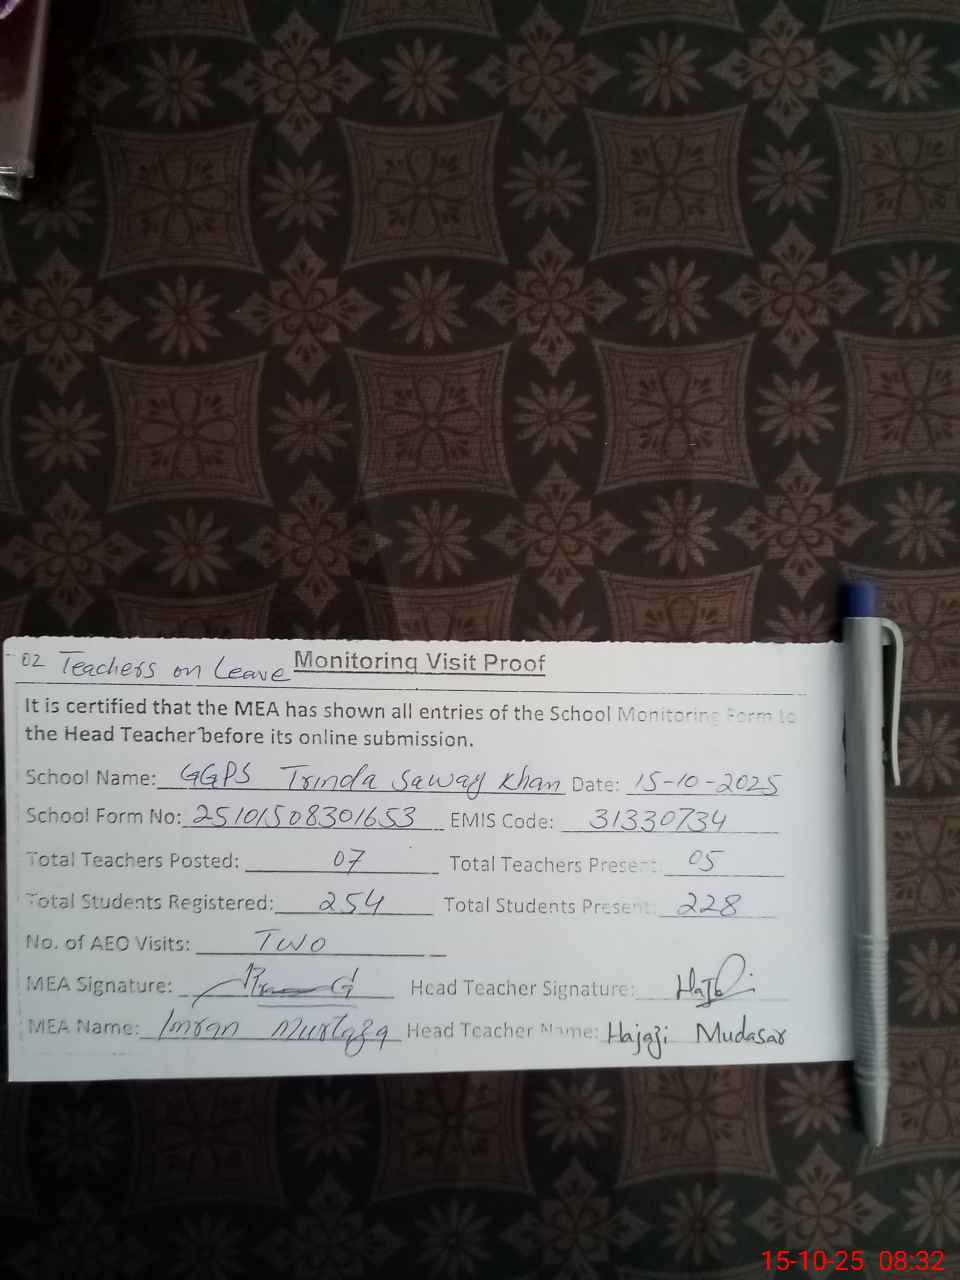 02 Teachers on Leave Monitoring Visit Proof
It is certified that the MEA has shown all entries of the School Monitoring Form to
the Head Teacher before its online submission.
School Name: GGPS Trinda Saway Khan Date: 15-10-2025
School Form No: 25101508301653 EMIS Code: 31330734
Total Teachers Posted: 07 Total Teachers Present: 05
Total Students Registered: 254 Total Students Present: 228
No. of AEO Visits: Two
MEA Signature: Head Teacher Signature:
MEA Name: Imran Murtaza Head Teacher Name: Hajazi Mudasar
15-10-25 08:32